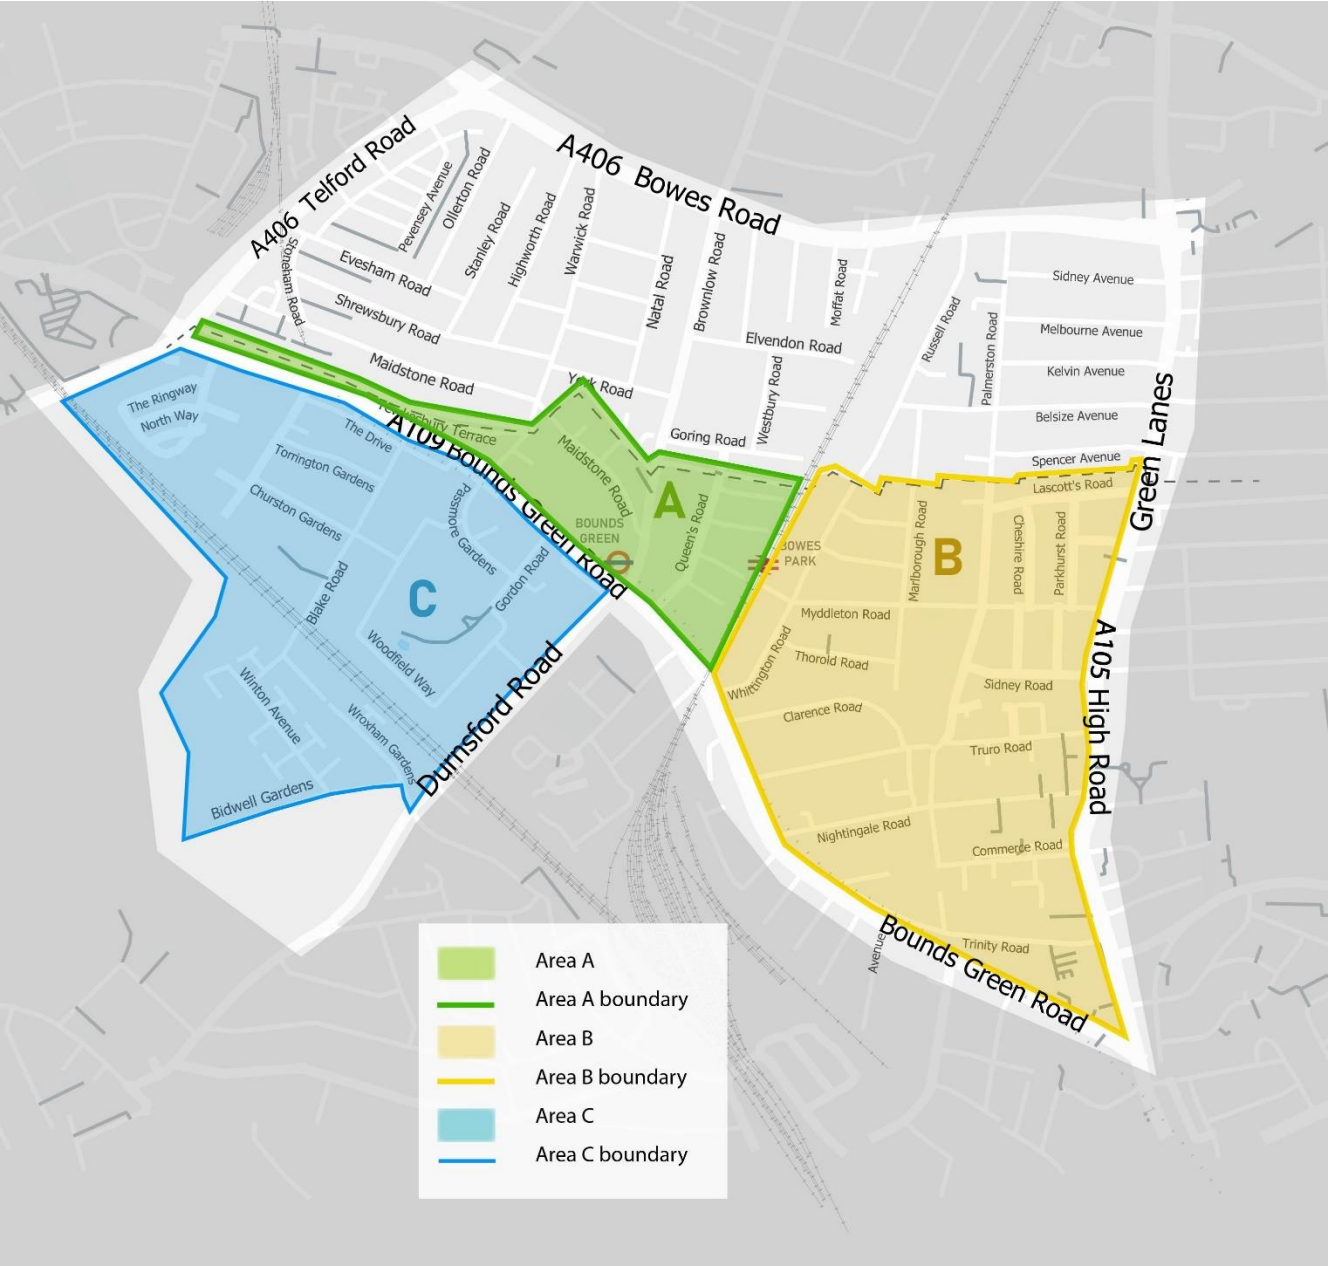 A406 Telford Road
A406 Bowes Road
Pevensey Avenue
Ollerton Road
Stanley Road
Highworth Road
Warwick Road
Natal Road
Brownlow Road
Moffat Road
Elvendon Road
Westbury Road
Goring Road
York Road
Stoneham Road
Evesham Road
Shrewsbury Road
Maidstone Road
Tewkesbury Terrace
Russell Road
Palmerston Road
Sidney Avenue
Melbourne Avenue
Kelvin Avenue
Belsize Avenue
Spencer Avenue
Lascott's Road
Green Lanes
A105 High Road
The Ringway
North Way
The Drive
Torrington Gardens
Churston Gardens
Passmore Gardens
Blake Road
Gordon Road
Woodfield Way
Winton Avenue
Wroxham Gardens
Bidwell Gardens
C
A109 Bounds Green Road
Durnsford Road
Maidstone Road
A
Queen's Road
BOUNDS
GREEN
BOWES
PARK
B
Marlborough Road
Cheshire Road
Parkhurst Road
Myddleton Road
Thorold Road
Whittington Road
Sidney Road
Clarence Road
Truro Road
Nightingale Road
Commerce Road
Trinity Road
Avenue
Bounds Green Road
Area A
Area A boundary
Area B
Area B boundary
Area C
Area C boundary